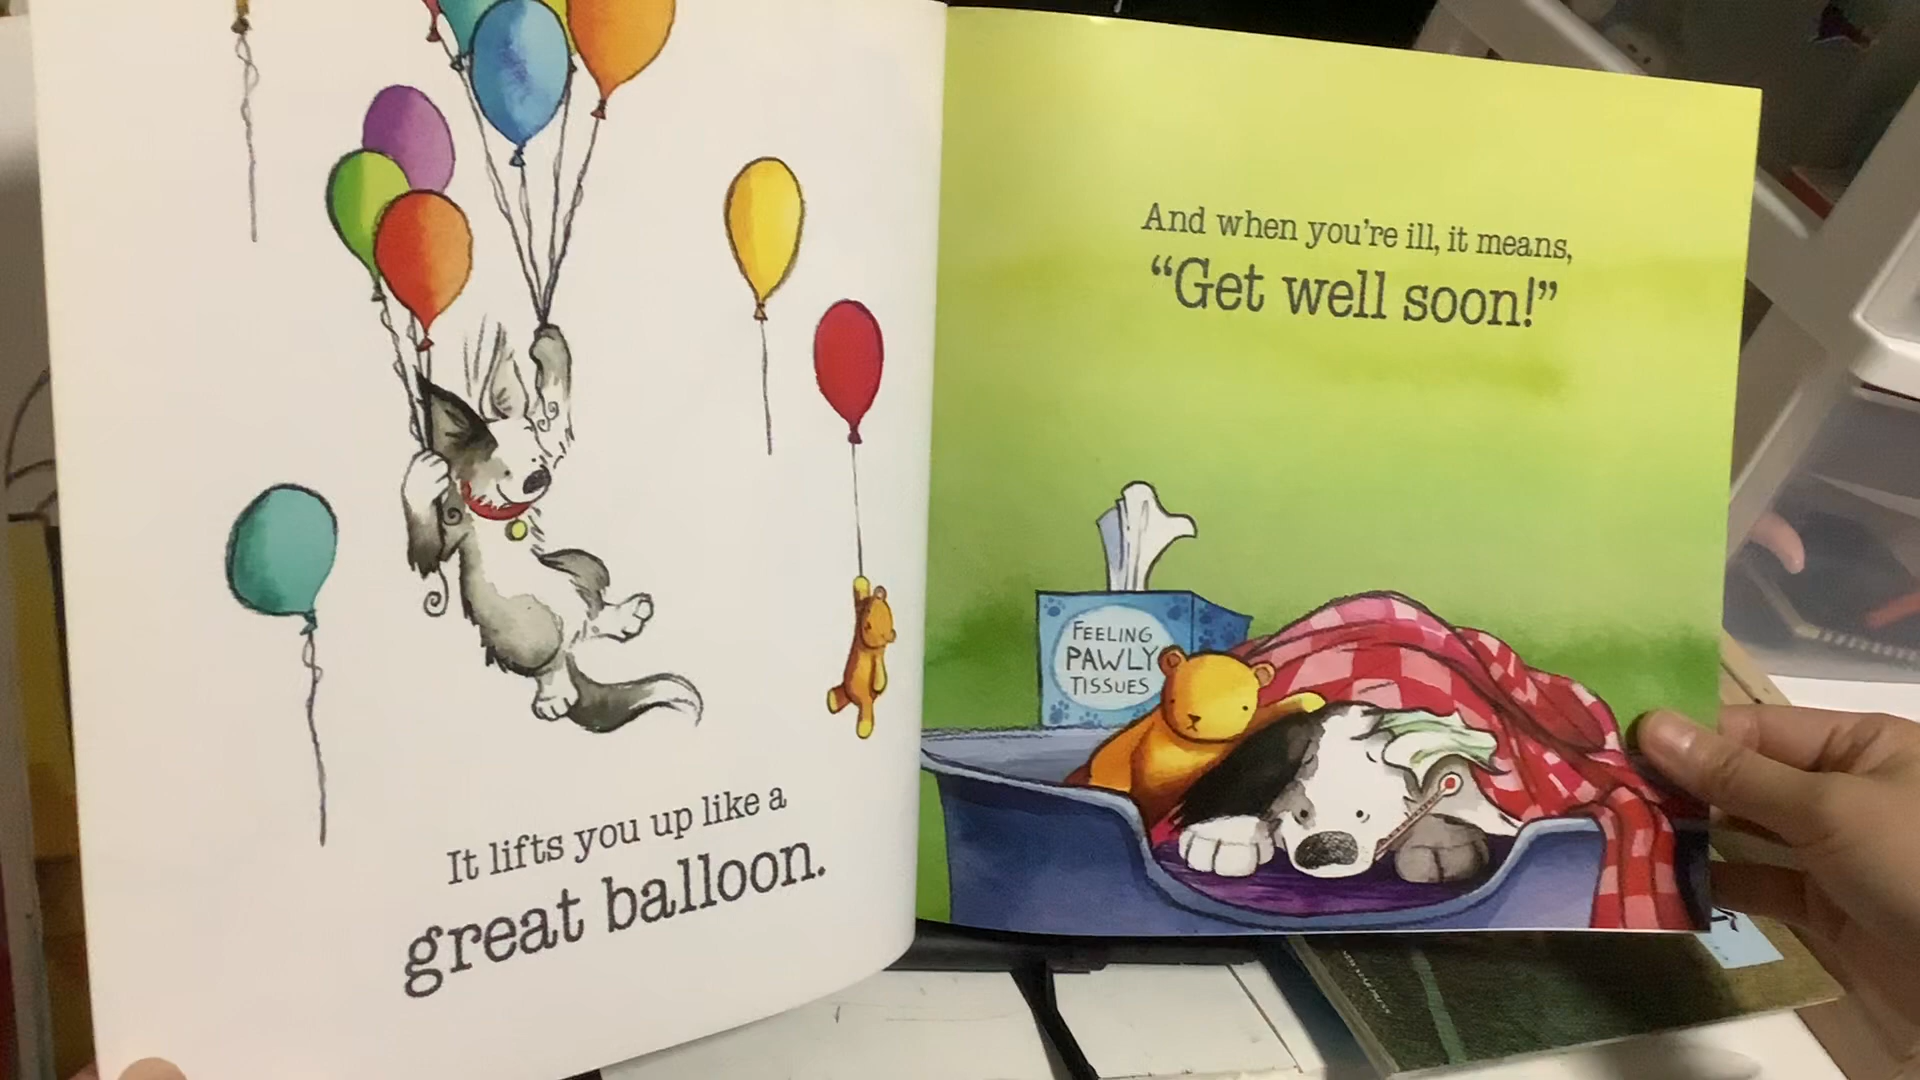 It lifts you up like a
great balloon.
And when you're ill, it means,
“Get well soon!”
FEELING
PAWLY
TISSUES